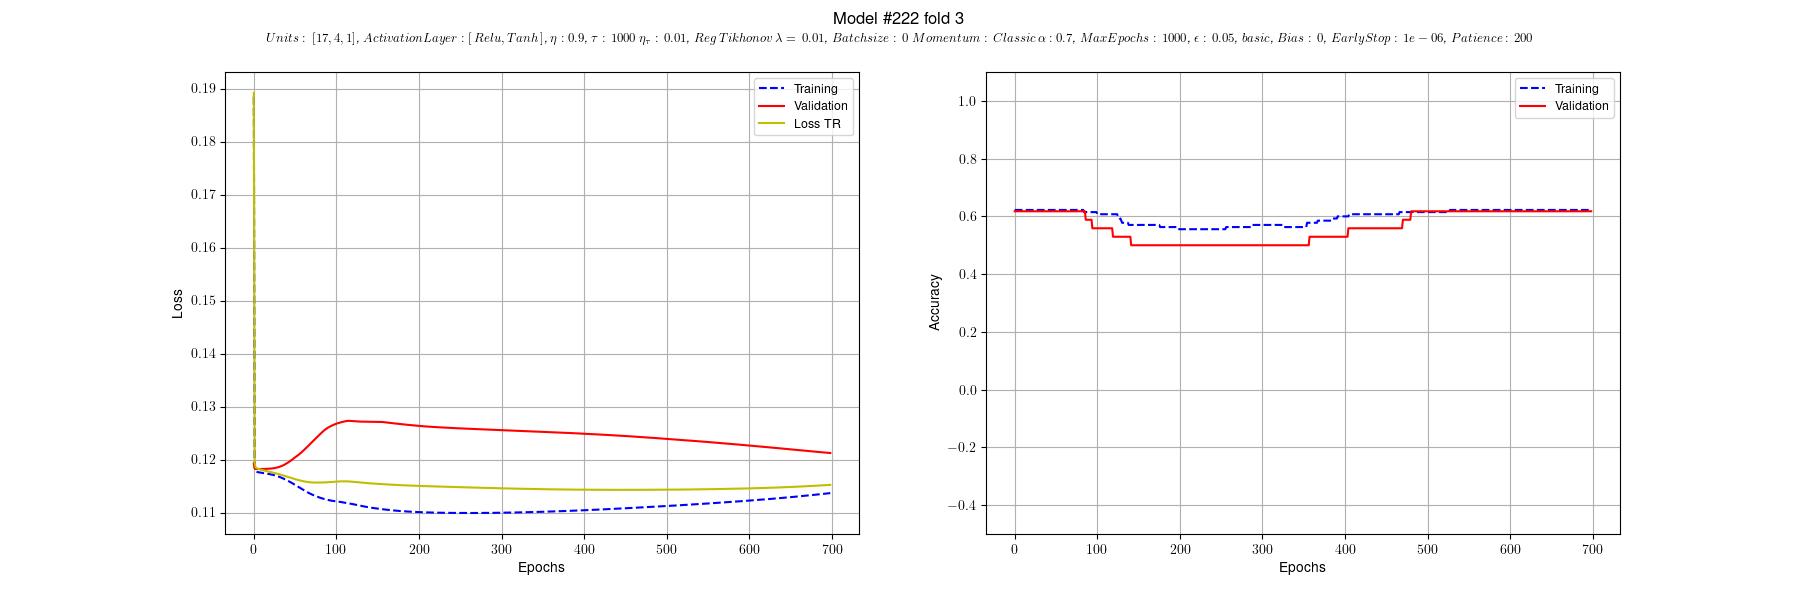 Model #222 fold 3
Units : [17, 4, 1], ActivationLayer : [ Relu, Tanh], η : 0.9, τ : 1000 ητ : 0.01, Reg Tikhonov λ = 0.01, Batchsize : 0 Momentum : Classic α : 0.7, MaxEpochs : 1000, ϵ : 0.05, basic, Bias : 0, EarlyStop : 1e − 06, Patience : 200
Training
Validation
Loss TR
0.19
0.18
0.17
0.16
0.15
0.14
0.13
0.12
0.11
Loss
0 100 200 300 400 500 600 700
Epochs
Training
Validation
1.0
0.8
0.6
0.4
0.2
0.0
−0.2
−0.4
Accuracy
0 100 200 300 400 500 600 700
Epochs